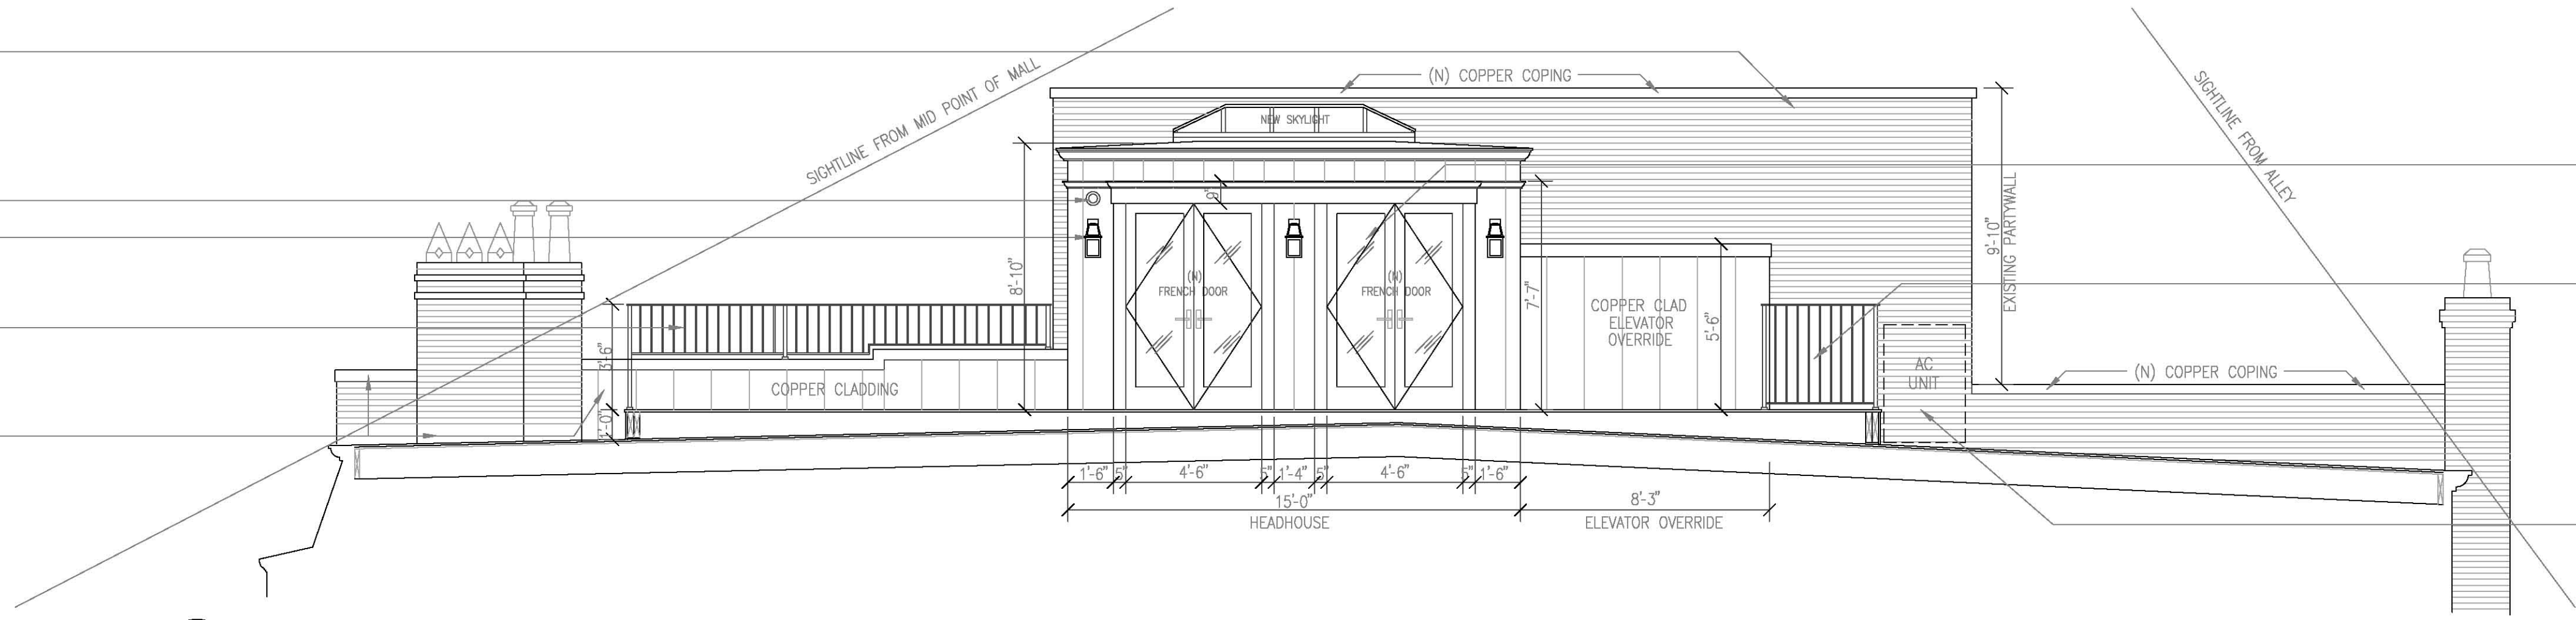 (N) COPPER COPING
SIGHTLINE FROM MID POINT OF MALL
SIGHTLINE FROM ALLEY
NEW SKYLIGHT
9"
8'-10"
7'-7"
9'-10"
EXISTING PARTYWALL
(N)
FRENCH DOOR
(N)
FRENCH DOOR
COPPER CLAD
ELEVATOR
OVERRIDE
5'-6"
3'-6"
1'-0"
COPPER CLADDING
AC
UNIT
(N) COPPER COPING
1'-6" 5" 4'-6" 5" 1'-4" 5" 4'-6" 5" 1'-6"
15'-0"
HEADHOUSE
8'-3"
ELEVATOR OVERRIDE